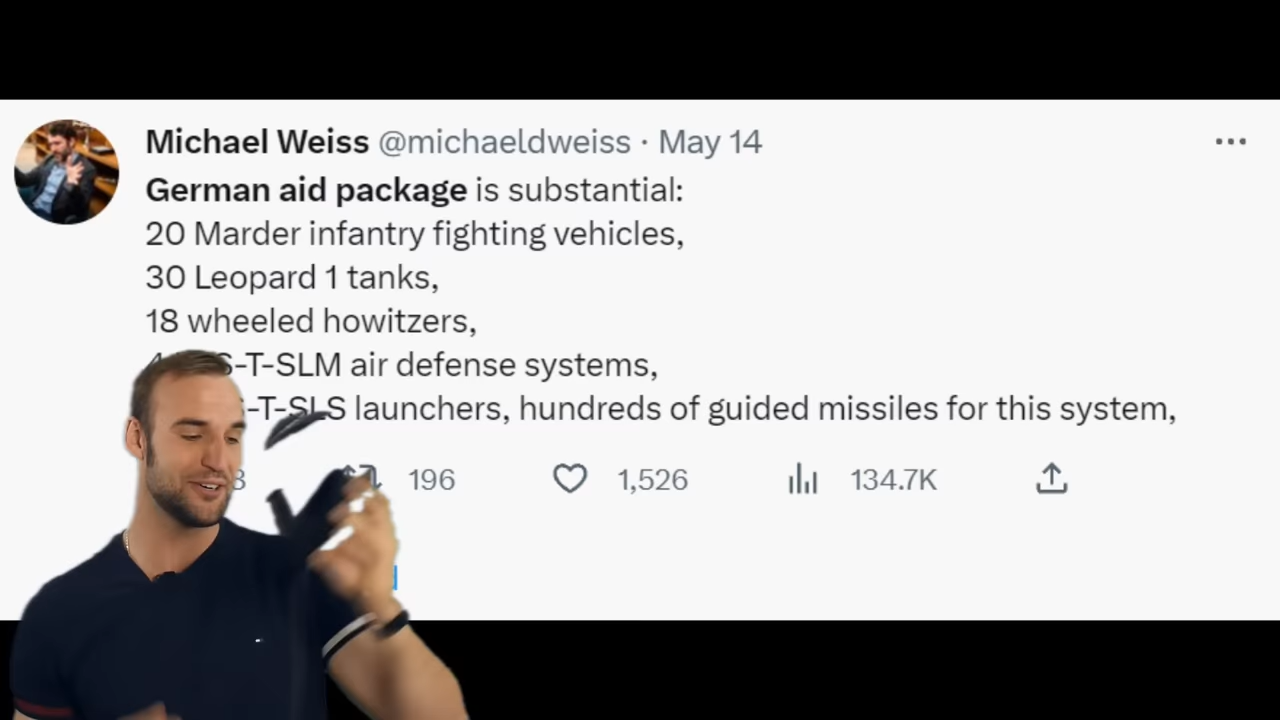 Michael Weiss @michaeldweiss · May 14
German aid package is substantial:
20 Marder infantry fighting vehicles,
30 Leopard 1 tanks,
18 wheeled howitzers,
air defense systems,
launchers, hundreds of guided missiles for this system,
196 1,526 134.7K